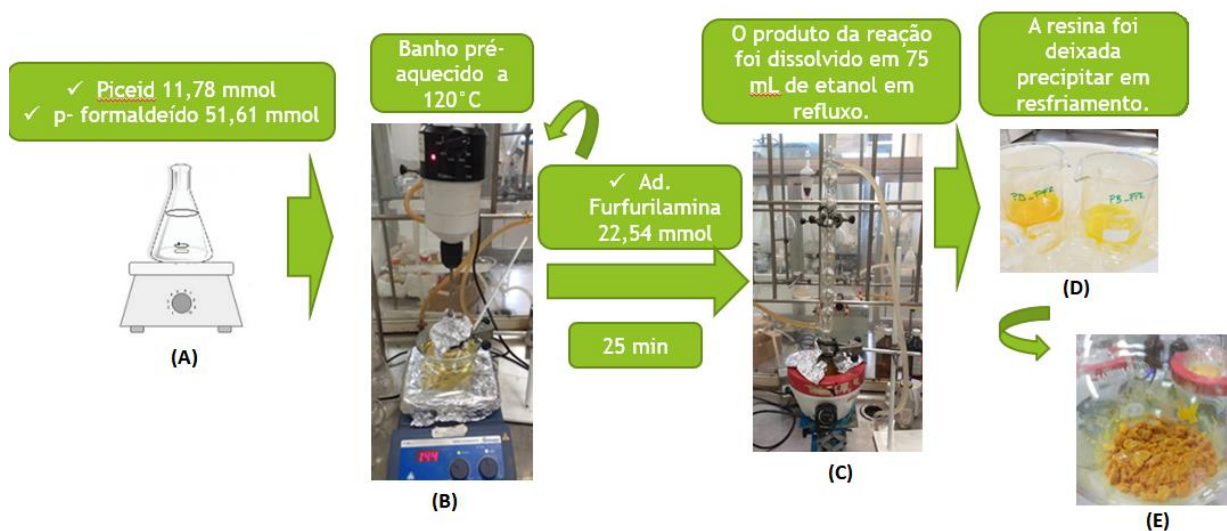 ✓ Piceid 11,78 mmol
✓ p- formaldeído 51,61 mmol
(A)
Banho pré-
aquecido a
120°C
(B)
✓ Ad.
Furfurilamina
22,54 mmol
25 min
O produto da reação
foi dissolvido em 75
mL de etanol em
refluxo.
(C)
A resina foi
deixada
precipitar em
resfriamento.
(D)
(E)